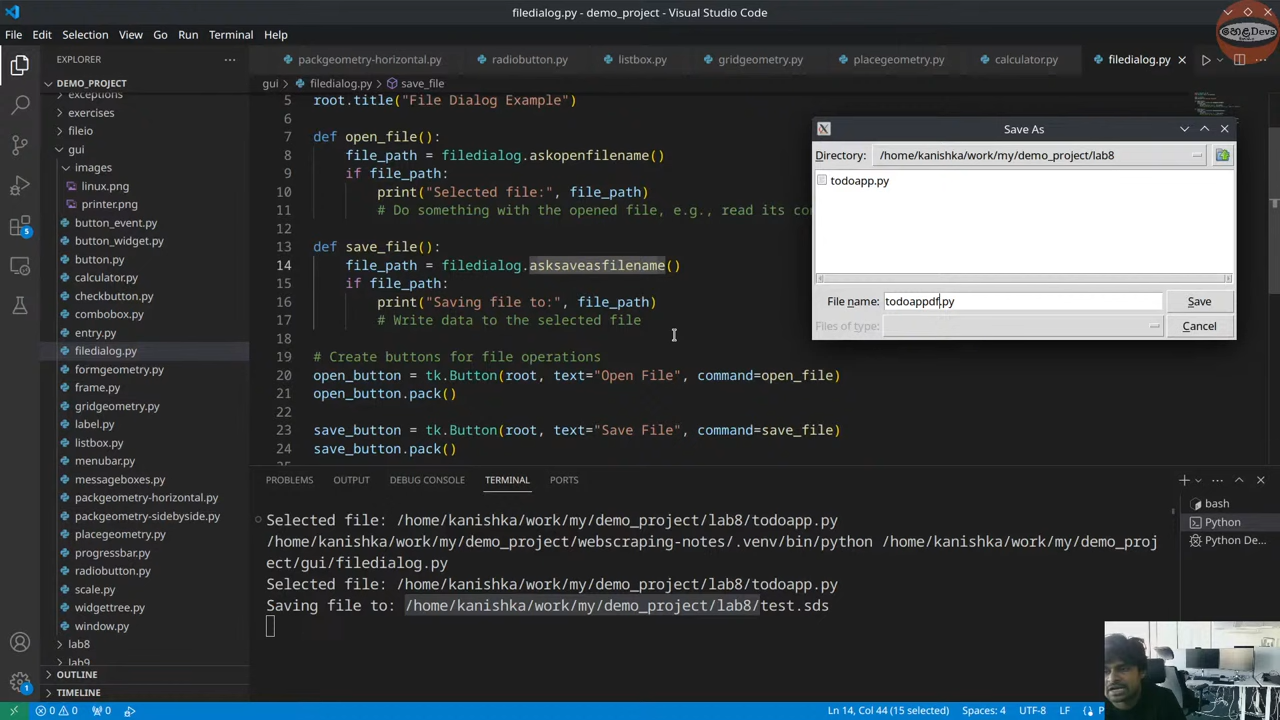 filedialog.py - demo_project - Visual Studio Code
File Edit Selection View Go Run Terminal Help
EXPLORER
packgeometry-horizontal.py radiobutton.py listbox.py gridgeometry.py placegeometry.py calculator.py filedialog.py
DEMO_PROJECT
exceptions
exercises
fileio
gui
images
linux.png
printer.png
button_event.py
button_widget.py
button.py
calculator.py
checkbutton.py
combobox.py
entry.py
filedialog.py
formgeometry.py
frame.py
gridgeometry.py
label.py
listbox.py
menubar.py
messageboxes.py
packgeometry-horizontal.py
packgeometry-sidebyside.py
placegeometry.py
progressbar.py
radiobutton.py
scale.py
widgettree.py
window.py
lab8
lab9
OUTLINE
TIMELINE
gui > filedialog.py > save_file
5 root.title("File Dialog Example")
6
7 def open_file():
8 file_path = filedialog.askopenfilename()
9 if file_path:
10 print("Selected file:", file_path)
11 # Do something with the opened file, e.g., read its co
12
13 def save_file():
14 file_path = filedialog.asksaveasfilename()
15 if file_path:
16 print("Saving file to:", file_path)
17 # Write data to the selected file
18
19 # Create buttons for file operations
20 open_button = tk.Button(root, text="Open File", command=open_file)
21 open_button.pack()
22
23 save_button = tk.Button(root, text="Save File", command=save_file)
24 save_button.pack()
Save As
Directory: /home/kanishka/work/my/demo_project/lab8
todoapp.py
File name: todoappdf.py Save
Files of type: Cancel
PROBLEMS OUTPUT DEBUG CONSOLE TERMINAL PORTS
Selected file: /home/kanishka/work/my/demo_project/lab8/todoapp.py
/home/kanishka/work/my/demo_project/webscraping-notes/.venv/bin/python /home/kanishka/work/my/demo_proj
ect/gui/filedialog.py
Selected file: /home/kanishka/work/my/demo_project/lab8/todoapp.py
Saving file to: /home/kanishka/work/my/demo_project/lab8/test.sds
bash
Python
Python De...
5
1
0 0 0 Ln 14, Col 44 (15 selected) Spaces: 4 UTF-8 LF
හෙළDevs